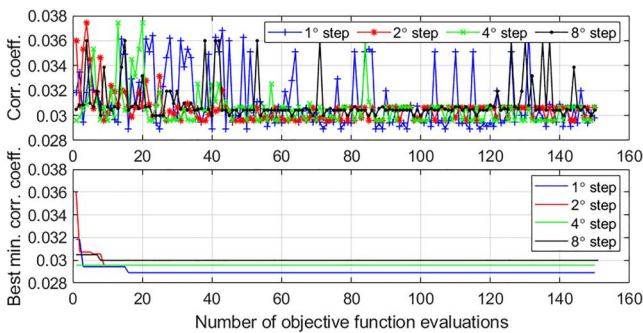 0.038
0.036
0.034
0.032
0.03
0.028
Corr. coeff.
1° step 2° step 4° step 8° step
0 20 40 60 80 100 120 140 160
0.038
0.036
0.034
0.032
0.03
0.028
Best min. corr. coeff.
1° step
2° step
4° step
8° step
0 20 40 60 80 100 120 140 160
Number of objective function evaluations